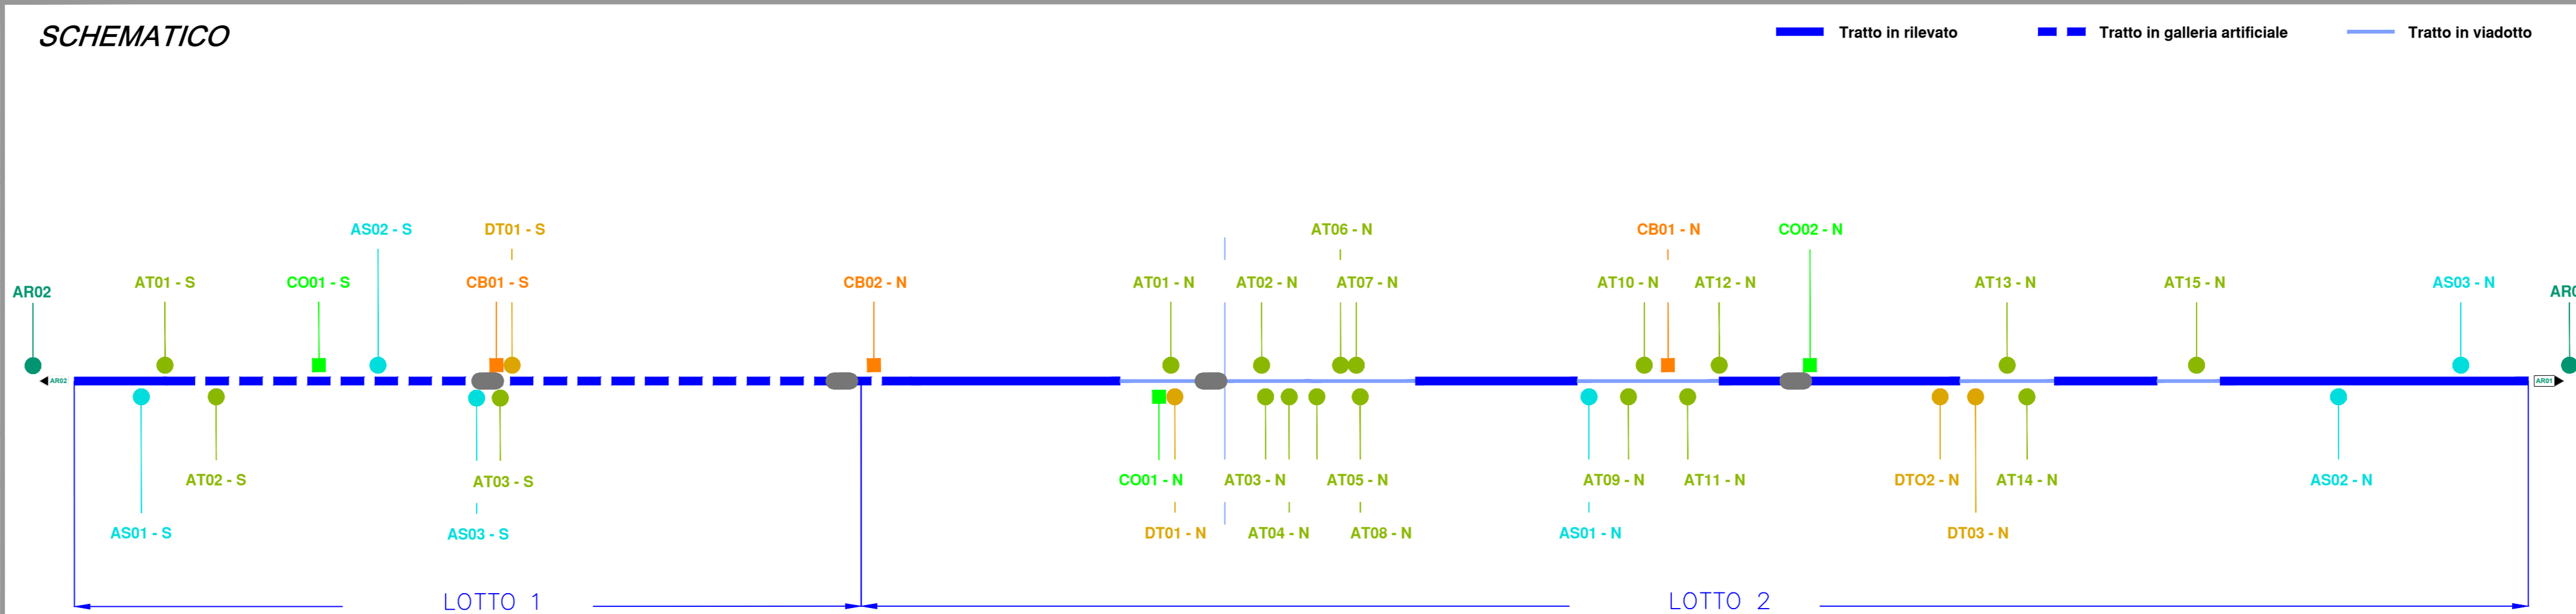 SCHEMATICO
Tratto in rilevato
Tratto in galleria artificiale
Tratto in viadotto
AS02 - S
DT01 - S
AT06 - N
CB01 - N
CO02 - N
AR02
AT01 - S
CO01 - S
CB01 - S
CB02 - N
AT01 - N
AT02 - N
AT07 - N
AT10 - N
AT12 - N
AT13 - N
AT15 - N
AS03 - N
AR02
AR01
AT02 - S
AT03 - S
CO01 - N
AT03 - N
AT05 - N
AT09 - N
AT11 - N
DTO2 - N
AT14 - N
AS02 - N
AS01 - S
AS03 - S
DT01 - N
AT04 - N
AT08 - N
AS01 - N
DT03 - N
LOTTO 1
LOTTO 2